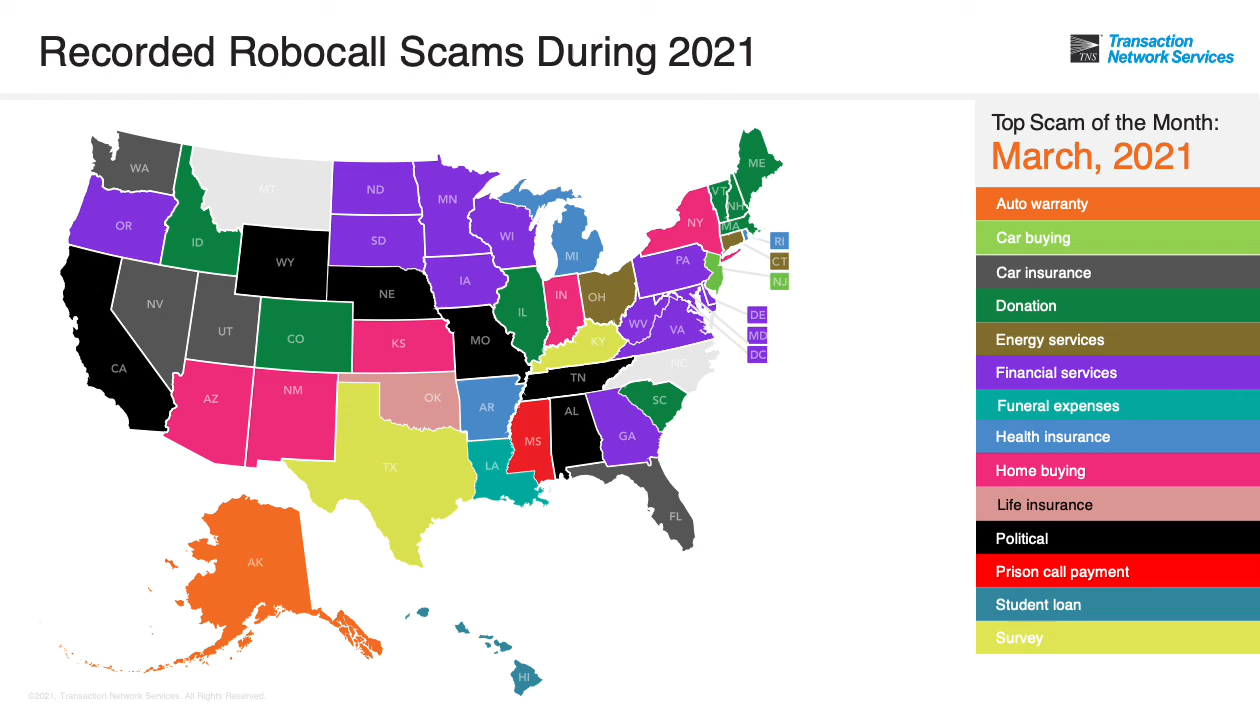 Recorded Robocall Scams During 2021
TNS
Transaction
Network Services
Top Scam of the Month:
March, 2021
Auto warranty
Car buying
Car insurance
Donation
Energy services
Financial services
Funeral expenses
Health insurance
Home buying
Life insurance
Political
Prison call payment
Student loan
Survey
WA
MT
ND
MN
ME
OR
ID
SD
WI
MI
NY
VT
NH
MA
RI
CT
NJ
WY
NE
IA
PA
NV
UT
CO
KS
MO
IL
IN
OH
WV
VA
KY
DE
MD
DC
CA
AZ
NM
OK
AR
TN
NC
SC
TX
LA
MS
AL
GA
FL
AK
HI
©2021, Transaction Network Services. All Rights Reserved.